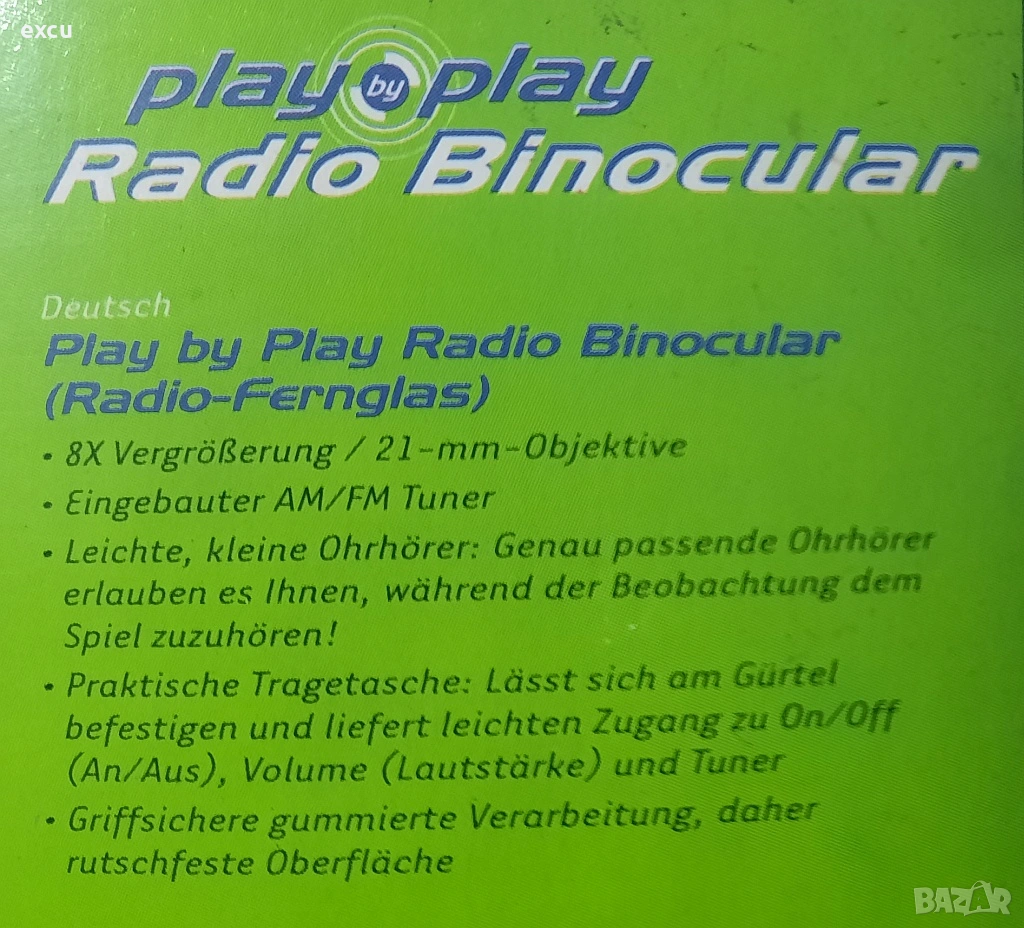 excu
play by play
Radio Binocular
Deutsch
Play by Play Radio Binocular
(Radio-Fernglas)
• 8X Vergrößerung / 21-mm-Objektive
• Eingebauter AM/FM Tuner
• Leichte, kleine Ohrhörer: Genau passende Ohrhörer
erlauben es Ihnen, während der Beobachtung dem
Spiel zuzuhören!
• Praktische Tragetasche: Lässt sich am Gürtel
befestigen und liefert leichten Zugang zu On/Off
(An/Aus), Volume (Lautstärke) und Tuner
• Griffsichere gummierte Verarbeitung, daher
rutschfeste Oberfläche
BAZAR